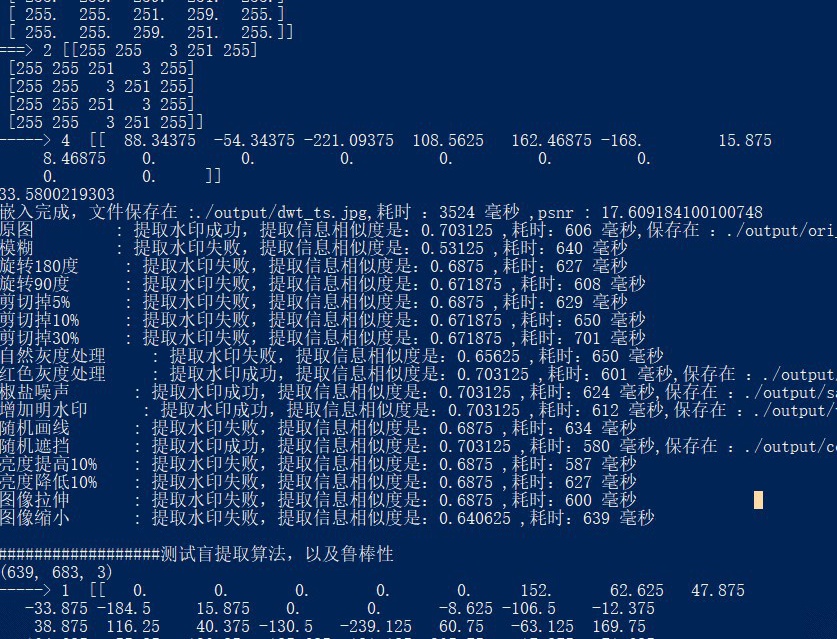 [ 255. 255. 251. 259. 255.]
[ 255. 255. 259. 251. 255.]]
===> 2 [[255 255 3 251 255]
[255 255 251 3 255]
[255 255 3 251 255]
[255 255 251 3 255]
[255 255 3 251 255]]
-----> 4 [[ 88.34375 -54.34375 -221.09375 108.5625 162.46875 -168. 15.875
8.46875 0. 0. 0. 0. 0. 0.
0. 0. ]]
33.5800219303
嵌入完成，文件保存在 :./output/dwt_ts.jpg,耗时 : 3524 毫秒 ,psnr : 17.609184100100748
原图 : 提取水印成功，提取信息相似度是: 0.703125 ,耗时: 606 毫秒,保存在 : ./output/ori_
模糊 : 提取水印失败，提取信息相似度是: 0.53125 ,耗时: 640 毫秒
旋转180度 : 提取水印失败，提取信息相似度是: 0.6875 ,耗时: 627 毫秒
旋转90度 : 提取水印失败，提取信息相似度是: 0.671875 ,耗时: 608 毫秒
剪切掉5% : 提取水印失败，提取信息相似度是: 0.6875 ,耗时: 629 毫秒
剪切掉10% : 提取水印失败，提取信息相似度是: 0.671875 ,耗时: 650 毫秒
剪切掉30% : 提取水印失败，提取信息相似度是: 0.671875 ,耗时: 701 毫秒
自然灰度处理 : 提取水印失败，提取信息相似度是: 0.65625 ,耗时: 650 毫秒
红色灰度处理 : 提取水印成功，提取信息相似度是: 0.703125 ,耗时: 601 毫秒,保存在 : ./output/
椒盐噪声 : 提取水印成功，提取信息相似度是: 0.703125 ,耗时: 624 毫秒,保存在 : ./output/sa
增加明水印 : 提取水印成功，提取信息相似度是: 0.703125 ,耗时: 612 毫秒,保存在 : ./output/
随机画线 : 提取水印失败，提取信息相似度是: 0.6875 ,耗时: 634 毫秒
随机遮挡 : 提取水印成功，提取信息相似度是: 0.703125 ,耗时: 580 毫秒,保存在 : ./output/co
亮度提高10% : 提取水印失败，提取信息相似度是: 0.6875 ,耗时: 587 毫秒
亮度降低10% : 提取水印失败，提取信息相似度是: 0.6875 ,耗时: 627 毫秒
图像拉伸 : 提取水印失败，提取信息相似度是: 0.6875 ,耗时: 600 毫秒
图像缩小 : 提取水印失败，提取信息相似度是: 0.640625 ,耗时: 639 毫秒
##################测试盲提取算法，以及鲁棒性
(639, 683, 3)
-----> 1 [[ 0. 0. 0. 0. 0. 152. 62.625 47.875
-33.875 -184.5 15.875 0. 0. -8.625 -106.5 -12.375
38.875 116.25 40.375 -130.5 -239.125 60.75 -63.125 169.75